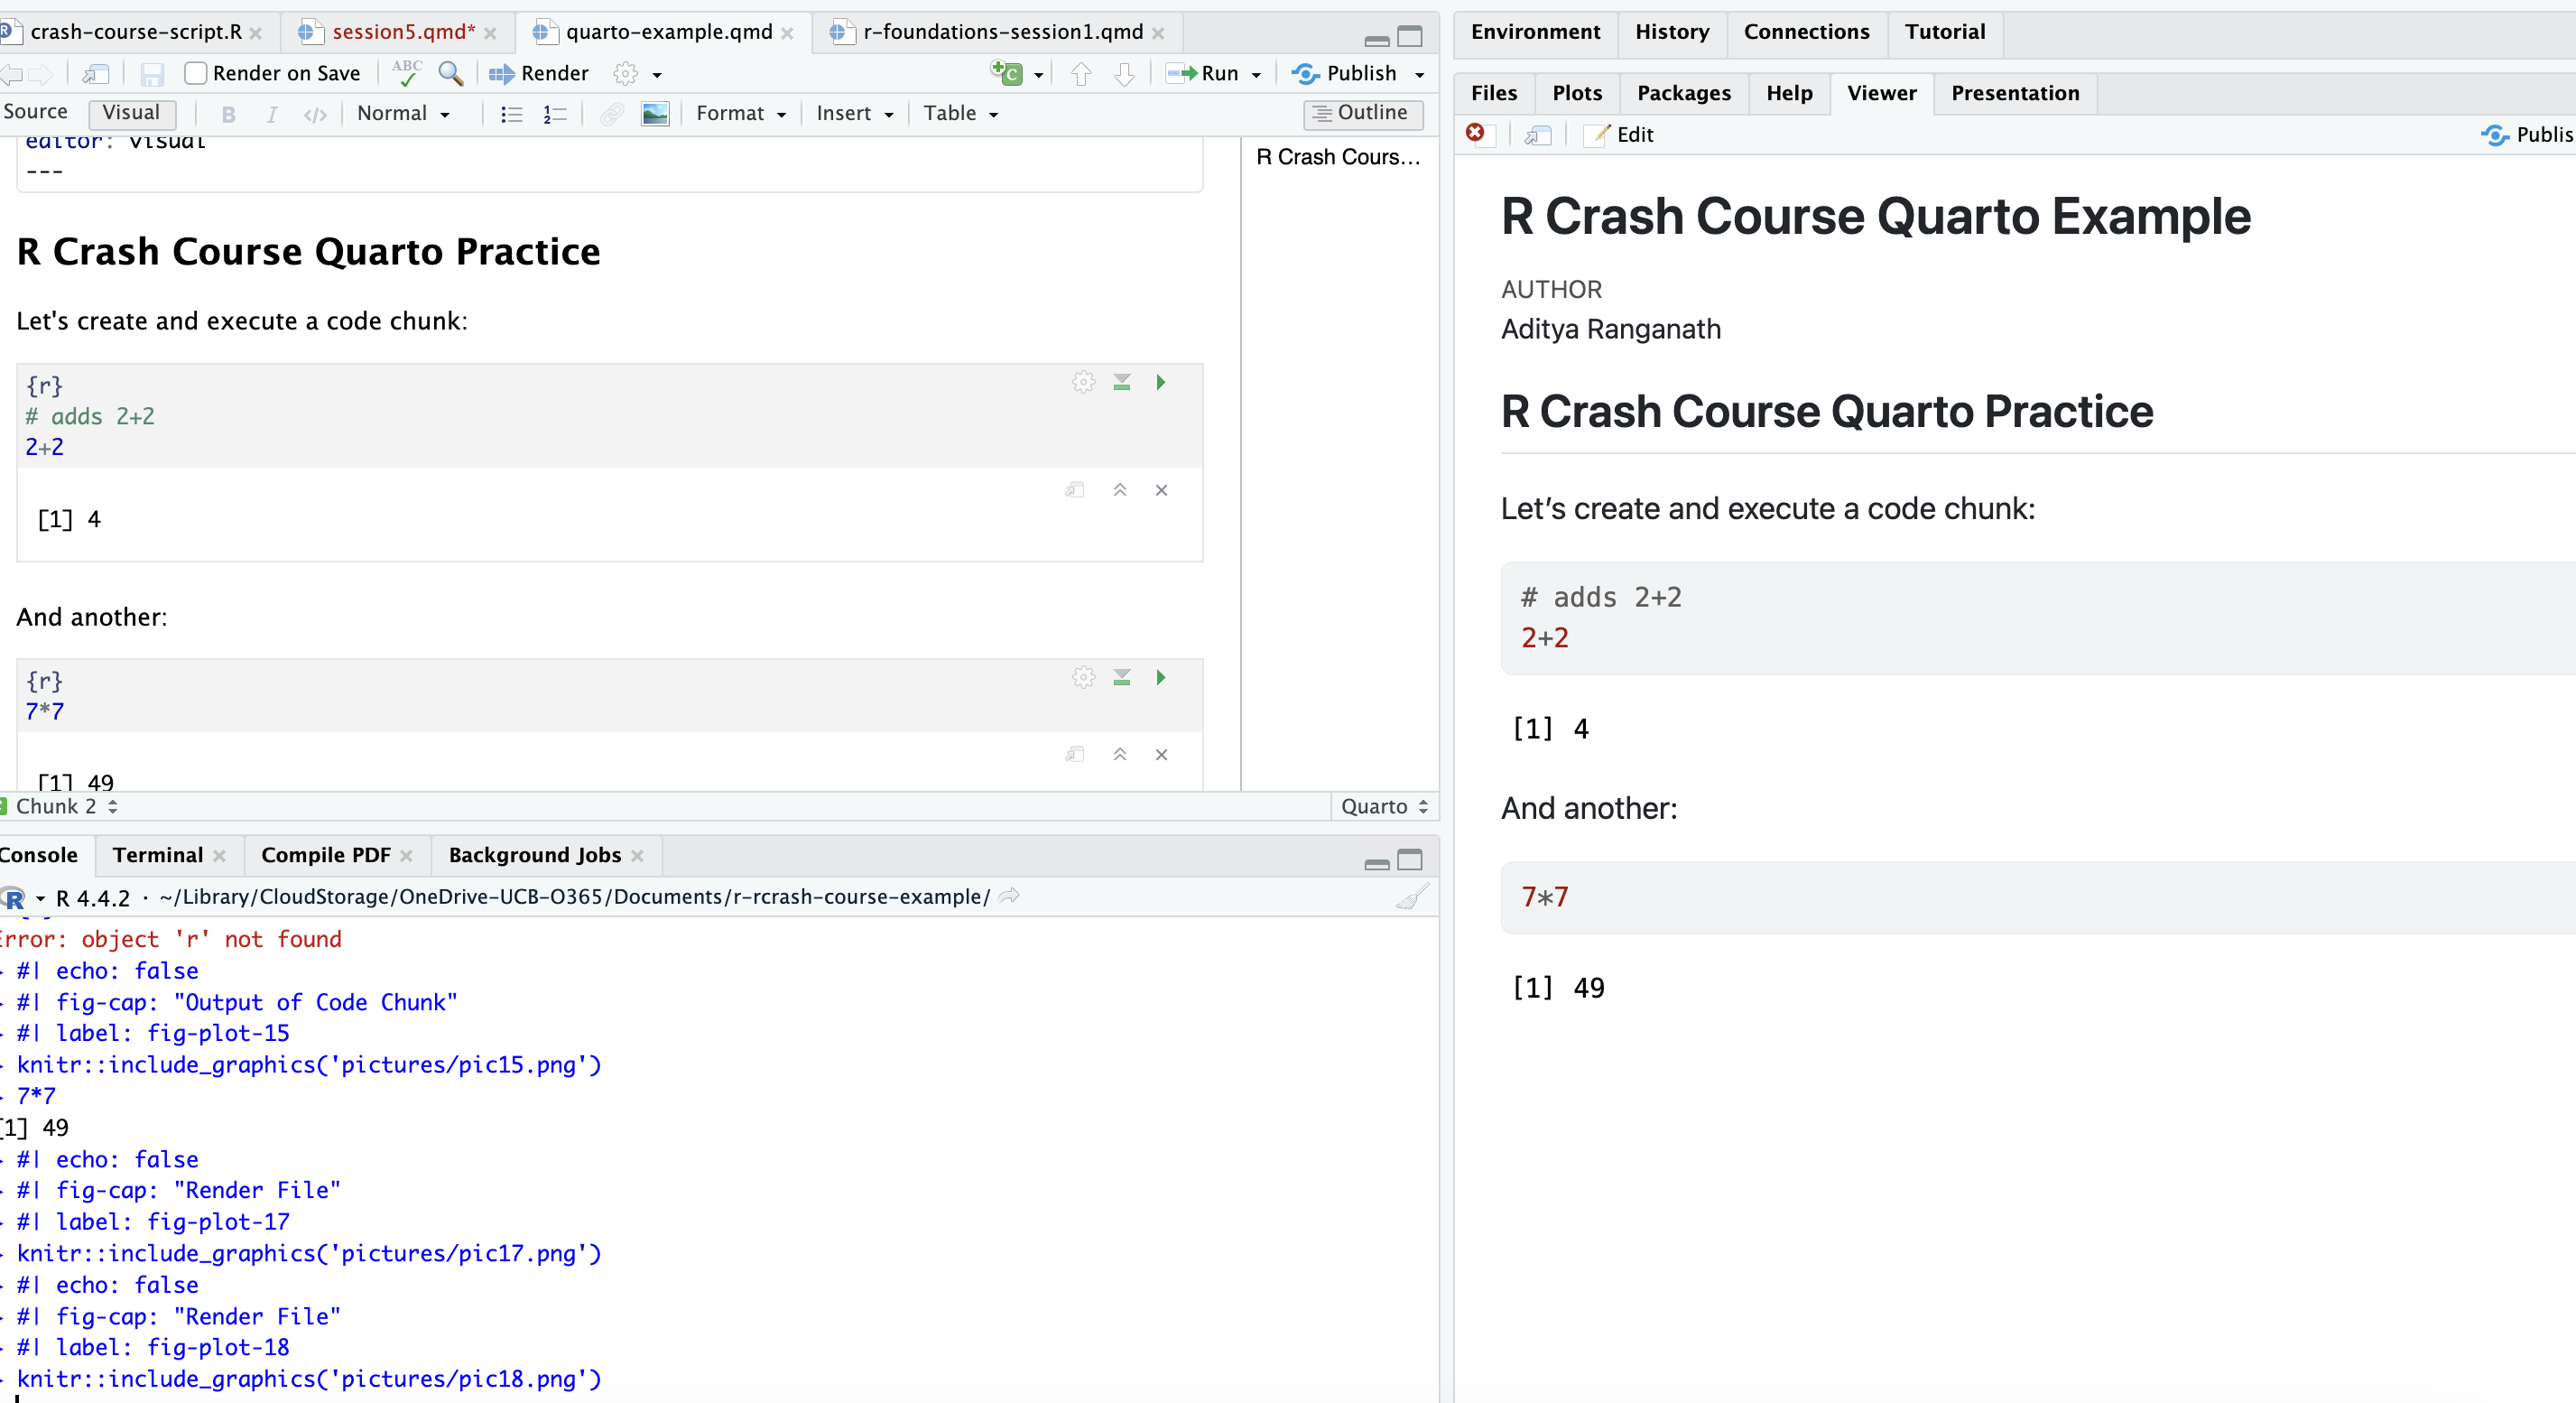 crash-course-script.R
session5.qmd*
quarto-example.qmd
r-foundations-session1.qmd
Render on Save
ABC
Render
C
Run
Publish
Source
Visual
B
I
</>
Normal
Format
Insert
Table
Outline
editor: visual
---
R Crash Course Quarto Practice
Let's create and execute a code chunk:
{r}
# adds 2+2
2+2
[1] 4
And another:
{r}
7*7
[1] 49
R Crash Cours...
Chunk 2
Quarto
Console
Terminal
Compile PDF
Background Jobs
R 4.4.2 · ~/Library/CloudStorage/OneDrive-UCB-O365/Documents/r-rcrash-course-example/
Error: object 'r' not found
> #| echo: false
> #| fig-cap: "Output of Code Chunk"
> #| label: fig-plot-15
> knitr::include_graphics('pictures/pic15.png')
> 7*7
[1] 49
> #| echo: false
> #| fig-cap: "Render File"
> #| label: fig-plot-17
> knitr::include_graphics('pictures/pic17.png')
> #| echo: false
> #| fig-cap: "Render File"
> #| label: fig-plot-18
> knitr::include_graphics('pictures/pic18.png')
Environment
History
Connections
Tutorial
Files
Plots
Packages
Help
Viewer
Presentation
Edit
Publis
R Crash Course Quarto Example
AUTHOR
Aditya Ranganath
R Crash Course Quarto Practice
Let’s create and execute a code chunk:
# adds 2+2
2+2
[1] 4
And another:
7*7
[1] 49